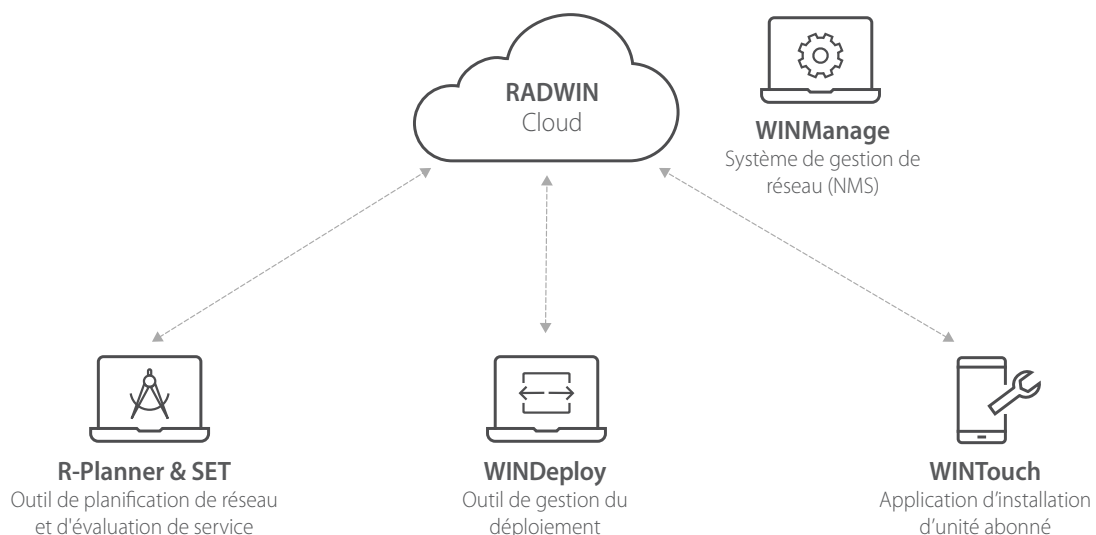 RADWIN
Cloud
WINManage
Système de gestion de
réseau (NMS)
R-Planner & SET
Outil de planification de réseau
et d'évaluation de service
WINDeploy
Outil de gestion du
déploiement
WINTouch
Application d’installation
d’unité abonné